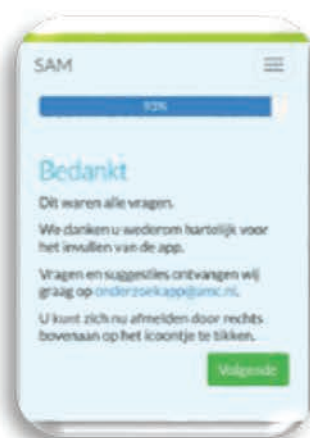 SAM
93%
Bedankt
Dit waren alle vragen.
We danken u wederom hartelijk voor
het invullen van de app.
Vragen en suggesties ontvangen wij
graag op onderzoekapp@amc.nl.
U kunt zich nu afmelden door rechts
bovenaan op het icoontje te tikken.
Volgende